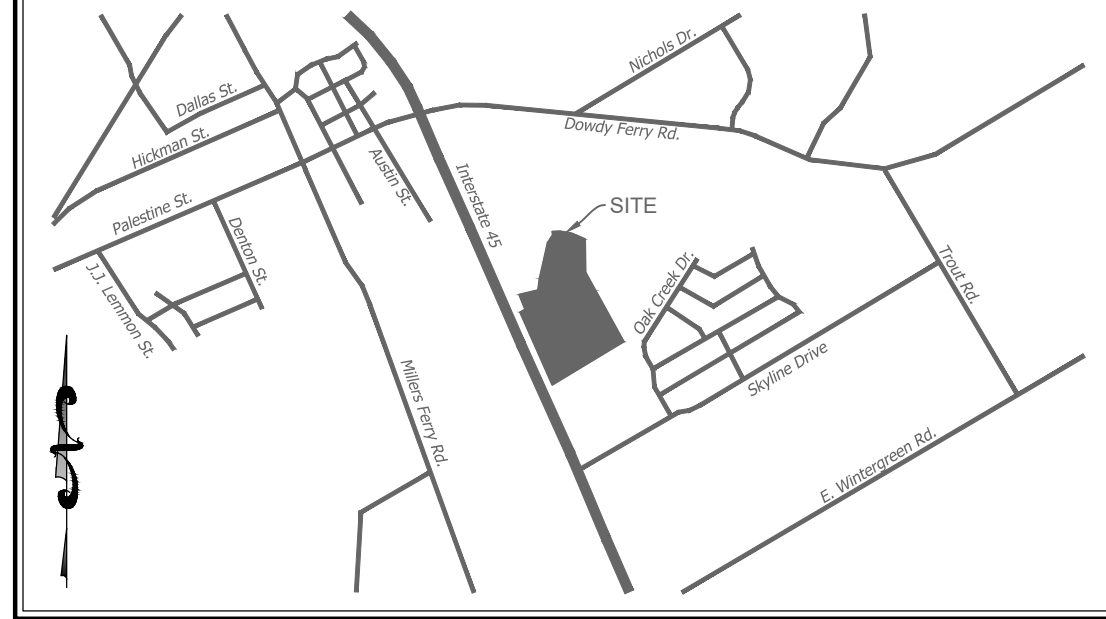 Nichols Dr.
Dallas St.
Hickman St.
Dowdy Ferry Rd.
Austin St.
Interstate 45
Palestine St.
SITE
Denton St.
J.J. Lemmon St.
Oak Creek Dr.
Trout Rd.
Skyline Drive
Millers Ferry Rd.
E. Wintergreen Rd.